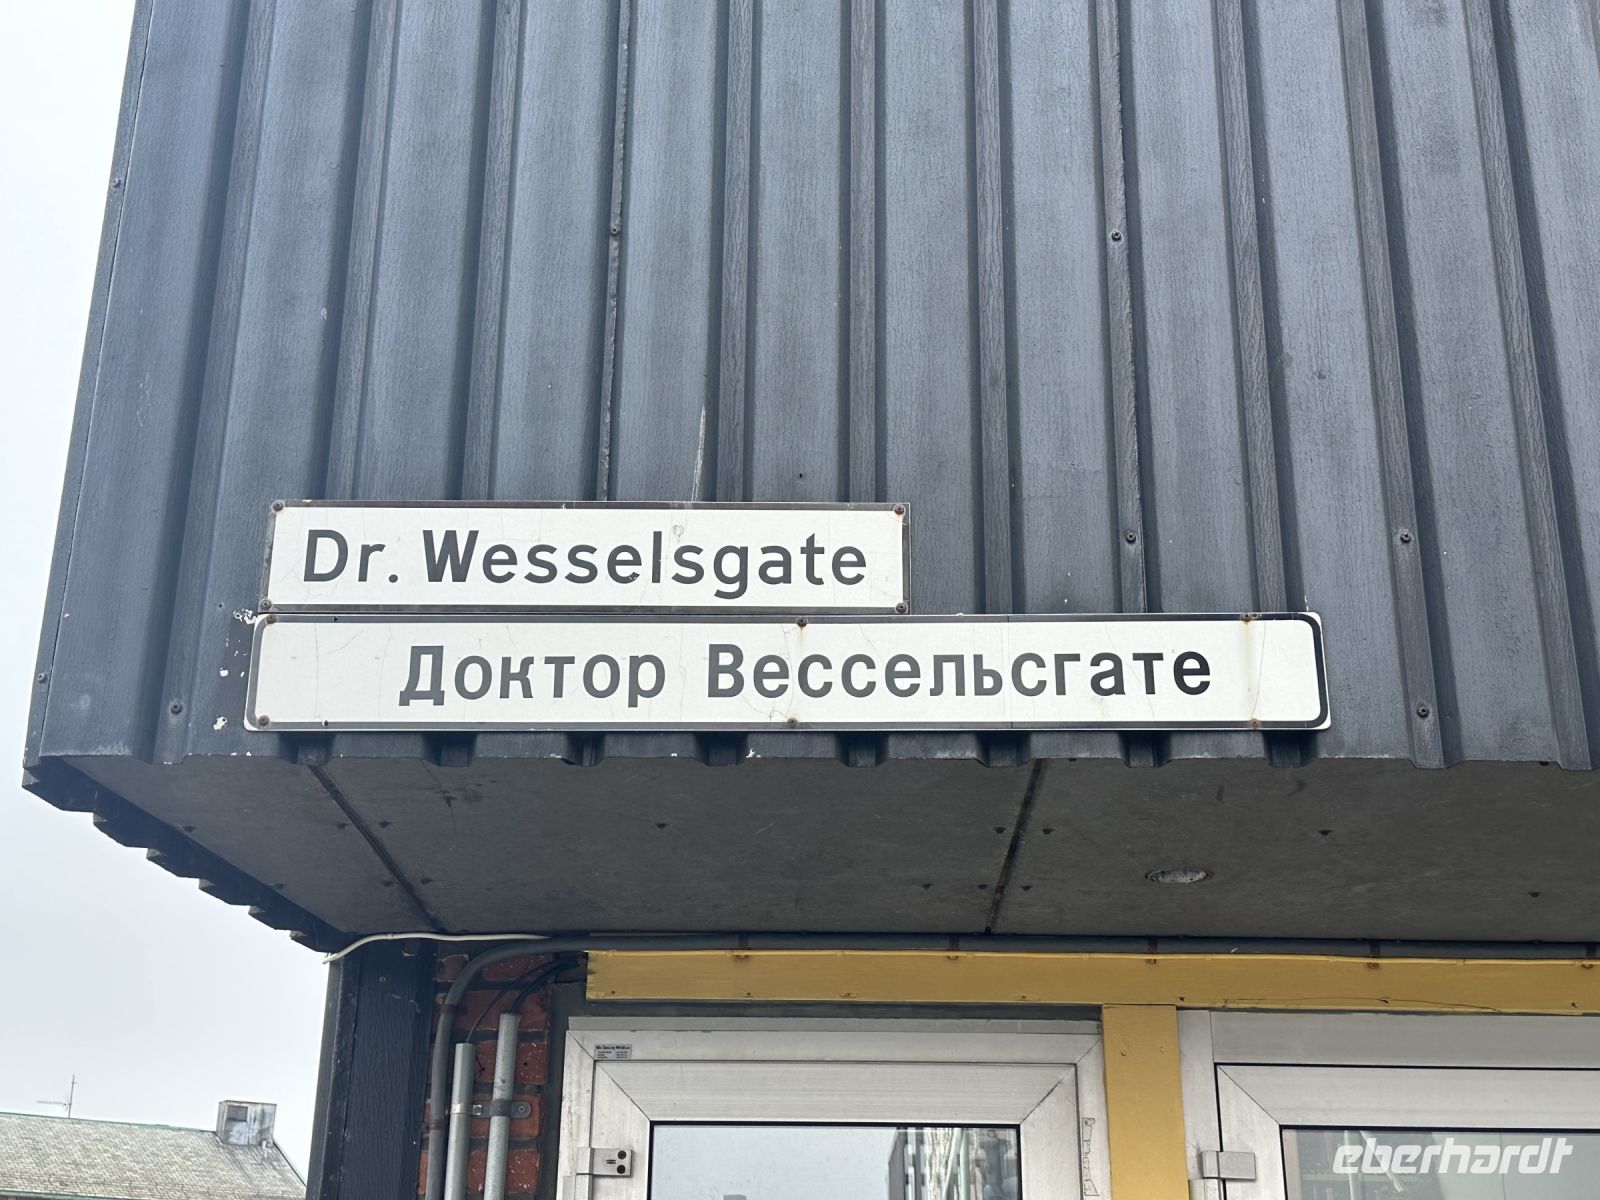 Dr. Wesselsgate
Доктор Вессельсгате
eberhardt